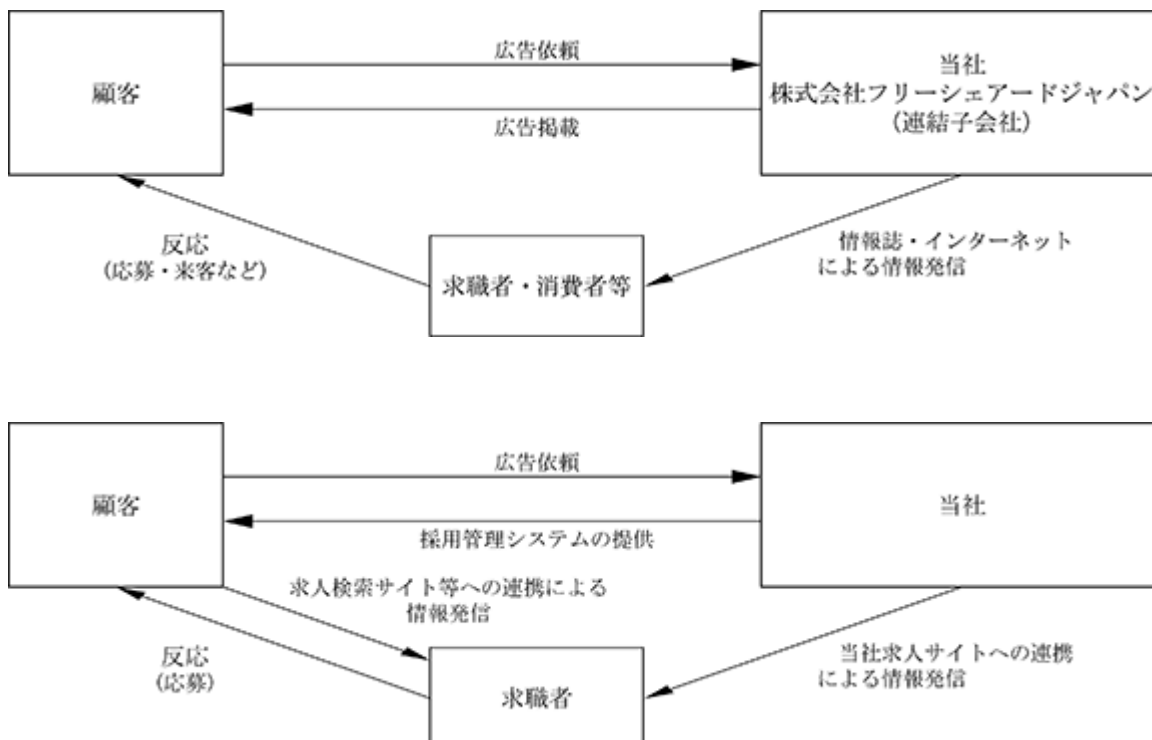 広告依頼
顧客
当社
株式会社フリーシェアードジャパン
(連結子会社)
広告掲載
反応
(応募・来客など)
求職者・消費者等
情報誌・インターネット
による情報発信
広告依頼
顧客
当社
採用管理システムの提供
求人検索サイト等への連携による
情報発信
反応
(応募)
求職者
当社求人サイトへの連携
による情報発信